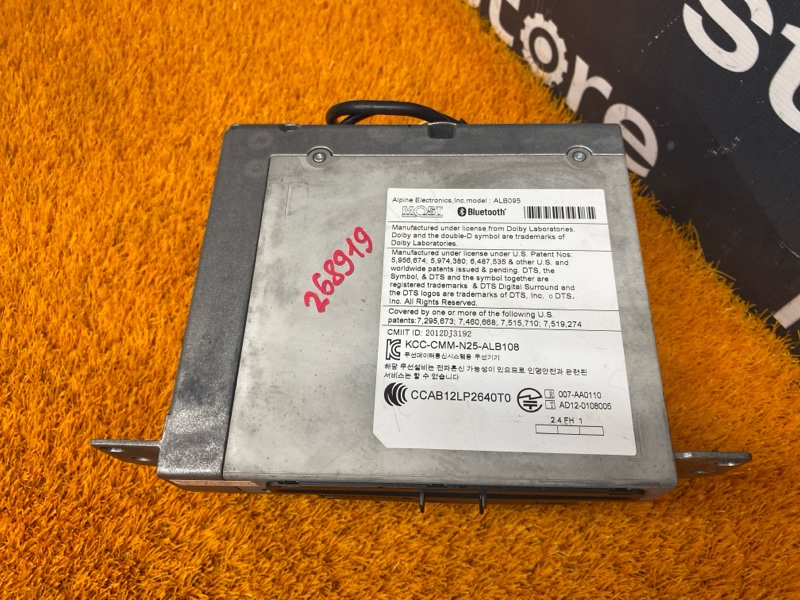 Store
St
268919
Alpine Electronics,Inc model : ALB095
MOST Bluetooth
Manufactured under license from Dolby Laboratories.
Dolby and the double-D symbol are trademarks of
Dolby Laboratories.
Manufactured under license under U.S. Patent Nos:
5,956,674; 5,974,380; 6,487,535 & other U.S. and
worldwide patents issued & pending. DTS, the
Symbol, & DTS and the symbol together are
registered trademarks & DTS Digital Surround and
the DTS logos are trademarks of DTS, Inc. ○ DTS,
Inc. All Rights Reserved.
Covered by one or more of the following U.S.
patents:7,295,673; 7,460,668; 7,515,710; 7,519,274
CMIIT ID: 2012DJ3192
KCC-CMM-N25-ALB108
무선데이터통신시스템용 무선기기
해당 무선설비는 전파혼신 가능성이 있으므로 인명안전과 관련된
서비스는 할 수 없습니다
CCAB12LP2640T0
R 007-AA0110
T AD12-0108005
2.4 FH 1